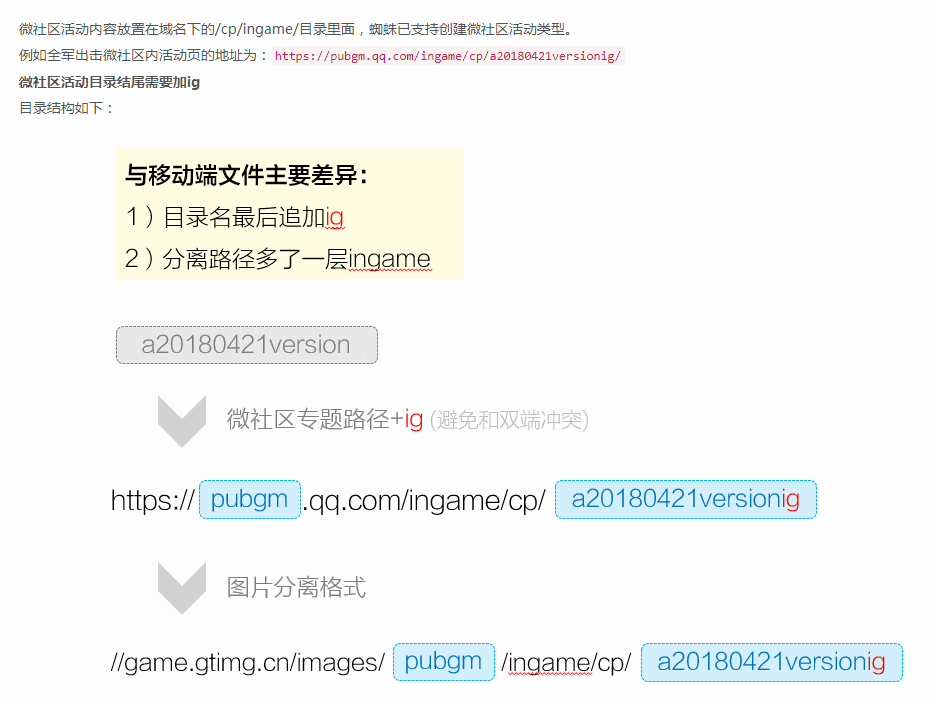 微社区活动内容放置在域名下的/cp/ingame/目录里面，蜘蛛已支持创建微社区活动类型。
例如全军出击微社区内活动页的地址为：https://pubgm.qq.com/ingame/cp/a20180421versionig/
微社区活动目录结尾需要加ig
目录结构如下：
与移动端文件主要差异：
1）目录名最后追加ig
2）分离路径多了一层ingame
a20180421version
微社区专题路径+ig (避免和双端冲突)
https:// pubgm .qq.com/ingame/cp/ a20180421versionig
图片分离格式
//game.gtimg.cn/images/ pubgm /ingame/cp/ a20180421versionig